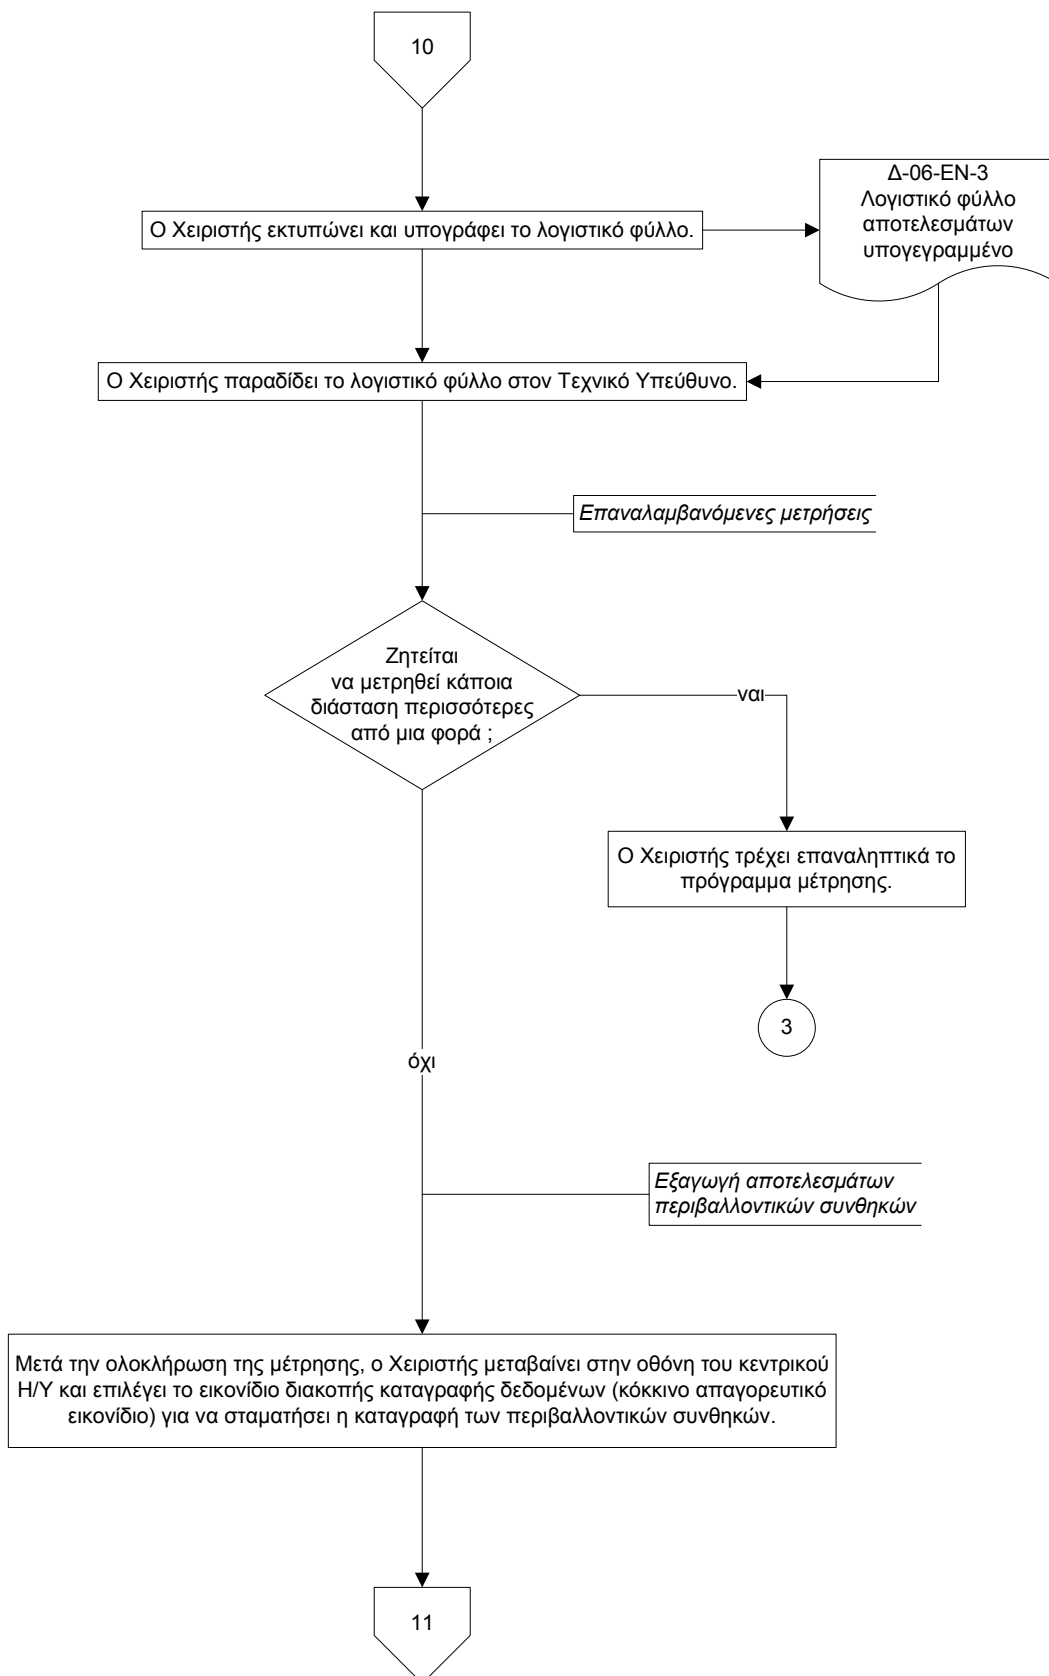 10
Δ-06-ΕΝ-3
Λογιστικό φύλλο
αποτελεσμάτων
υπογεγραμμένο
Ο Χειριστής εκτυπώνει και υπογράφει το λογιστικό φύλλο.
Ο Χειριστής παραδίδει το λογιστικό φύλλο στον Τεχνικό Υπεύθυνο.
Επαναλαμβανόμενες μετρήσεις
Ζητείται
να μετρηθεί κάποια
διάσταση περισσότερες
από μια φορά ;
ναι
Ο Χειριστής τρέχει επαναληπτικά το
πρόγραμμα μέτρησης.
3
όχι
Εξαγωγή αποτελεσμάτων
περιβαλλοντικών συνθηκών
Μετά την ολοκλήρωση της μέτρησης, ο Χειριστής μεταβαίνει στην οθόνη του κεντρικού
Η/Υ και επιλέγει το εικονίδιο διακοπής καταγραφής δεδομένων (κόκκινο απαγορευτικό
εικονίδιο) για να σταματήσει η καταγραφή των περιβαλλοντικών συνθηκών.
11